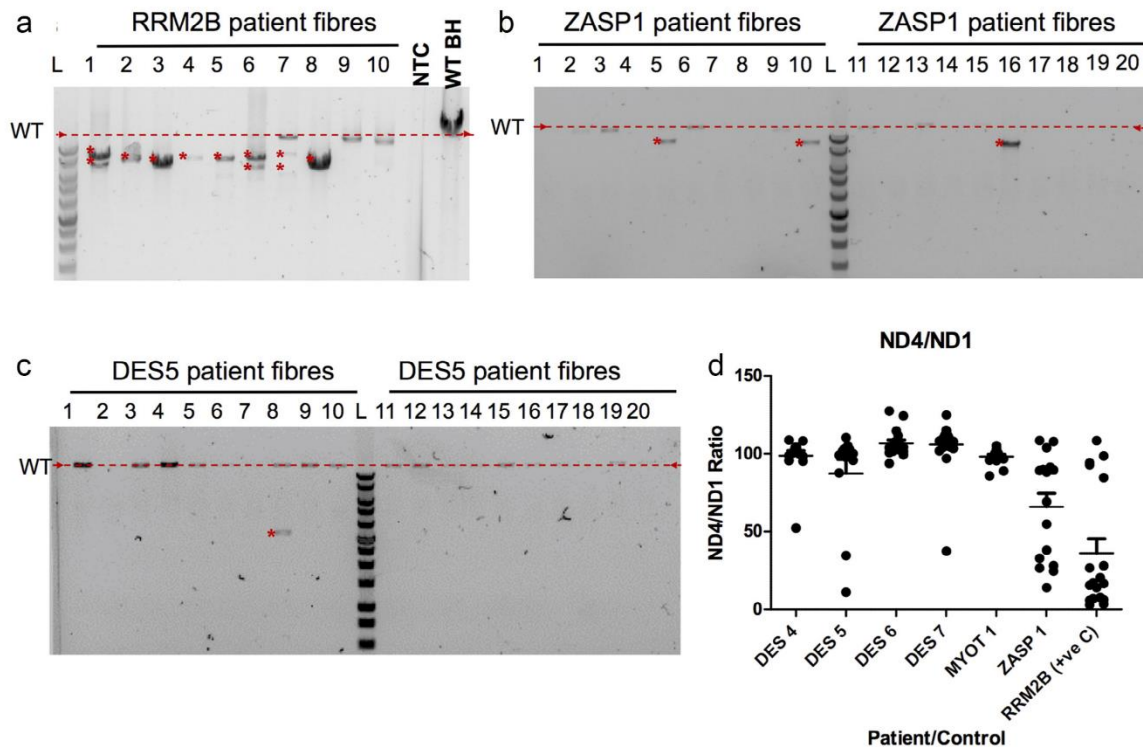 a
RRM2B patient fibres
L 1 2 3 4 5 6 7 8 9 10 NTC WT BH
WT
* * * * * * * * * * *
b
ZASP1 patient fibres ZASP1 patient fibres
1 2 3 4 5 6 7 8 9 10 L 11 12 13 14 15 16 17 18 19 20
WT
* * *
c
DES5 patient fibres DES5 patient fibres
1 2 3 4 5 6 7 8 9 10 L 11 12 13 14 15 16 17 18 19 20
WT
*
d
ND4/ND1
ND4/ND1 Ratio
150
100
50
0
DES 4 DES 5 DES 6 DES 7 MYOT 1 ZASP 1 RRM2B (+ve C)
Patient/Control